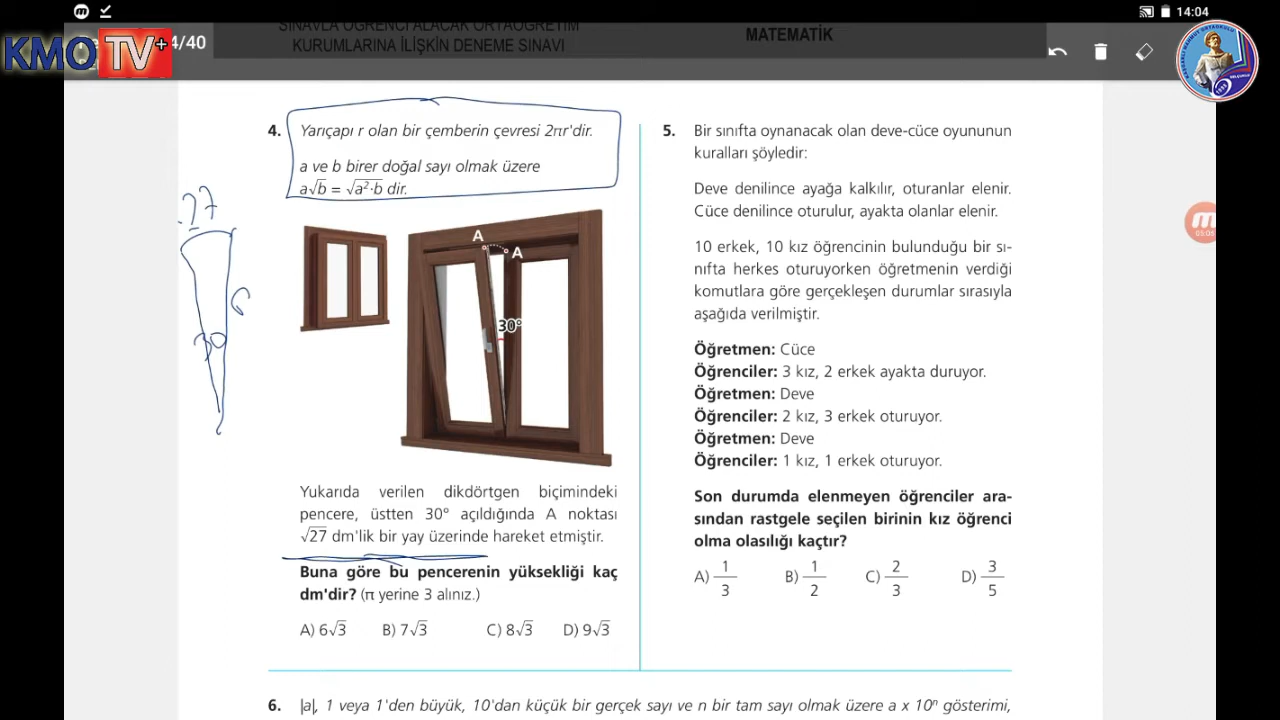 14:04
KMO TV+
4/40
SINAVLA ÖĞRENCİ ALACAK ORTAÖĞRETİM
KURUMLARINA İLİŞKİN DENEME SINAVI
MATEMATİK
4. Yarıçapı r olan bir çemberin çevresi 2πr'dir.
a ve b birer doğal sayı olmak üzere
a√b = √a²·b dir.
27
6
30
A
A
30°
Yukarıda verilen dikdörtgen biçimindeki
pencere, üstten 30° açıldığında A noktası
√27 dm'lik bir yay üzerinde hareket etmiştir.
Buna göre bu pencerenin yüksekliği kaç
dm'dir? (π yerine 3 alınız.)
A) 6√3 B) 7√3 C) 8√3 D) 9√3
5. Bir sınıfta oynanacak olan deve-cüce oyununun
kuralları şöyledir:
Deve denilince ayağa kalkılır, oturanlar elenir.
Cüce denilince oturulur, ayakta olanlar elenir.
10 erkek, 10 kız öğrencinin bulunduğu bir sı-
nıfta herkes oturuyorken öğretmenin verdiği
komutlara göre gerçekleşen durumlar sırasıyla
aşağıda verilmiştir.
Öğretmen: Cüce
Öğrenciler: 3 kız, 2 erkek ayakta duruyor.
Öğretmen: Deve
Öğrenciler: 2 kız, 3 erkek oturuyor.
Öğretmen: Deve
Öğrenciler: 1 kız, 1 erkek oturuyor.
Son durumda elenmeyen öğrenciler ara-
sından rastgele seçilen birinin kız öğrenci
olma olasılığı kaçtır?
A) 1/3 B) 1/2 C) 2/3 D) 3/5
6. |a|, 1 veya 1'den büyük, 10'dan küçük bir gerçek sayı ve n bir tam sayı olmak üzere a x 10ⁿ gösterimi,